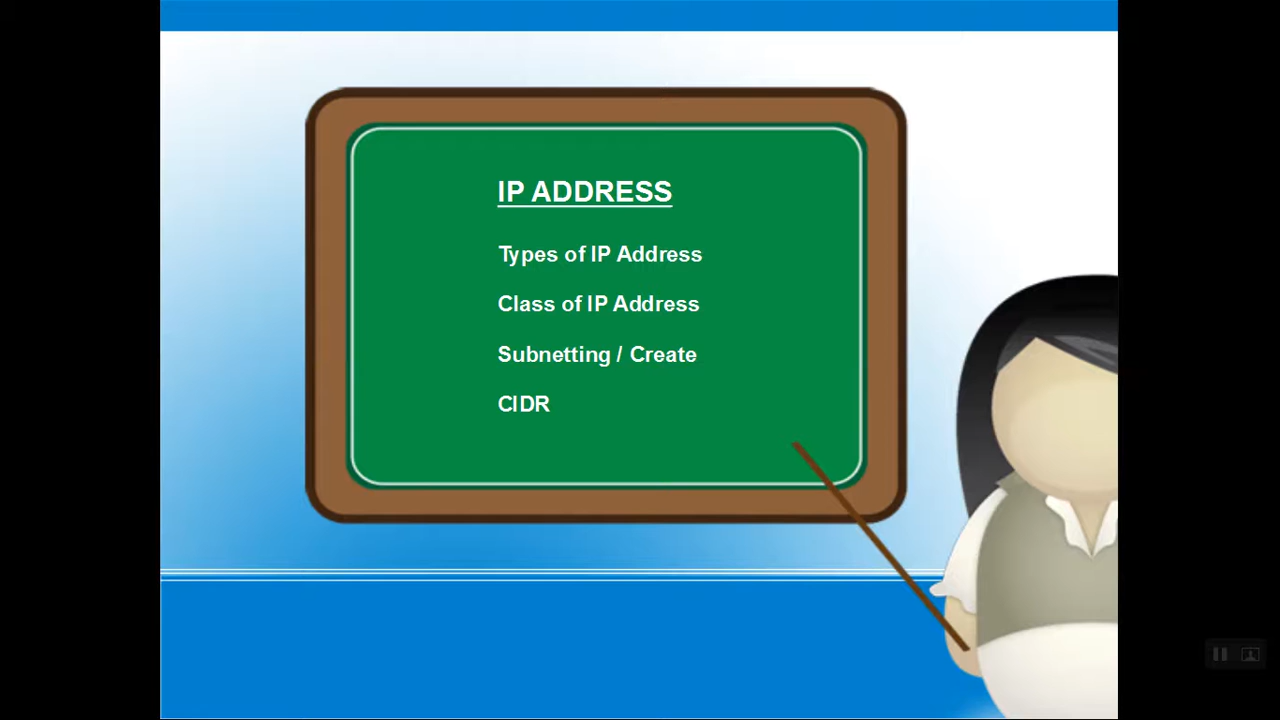 IP ADDRESS
Types of IP Address
Class of IP Address
Subnetting / Create
CIDR